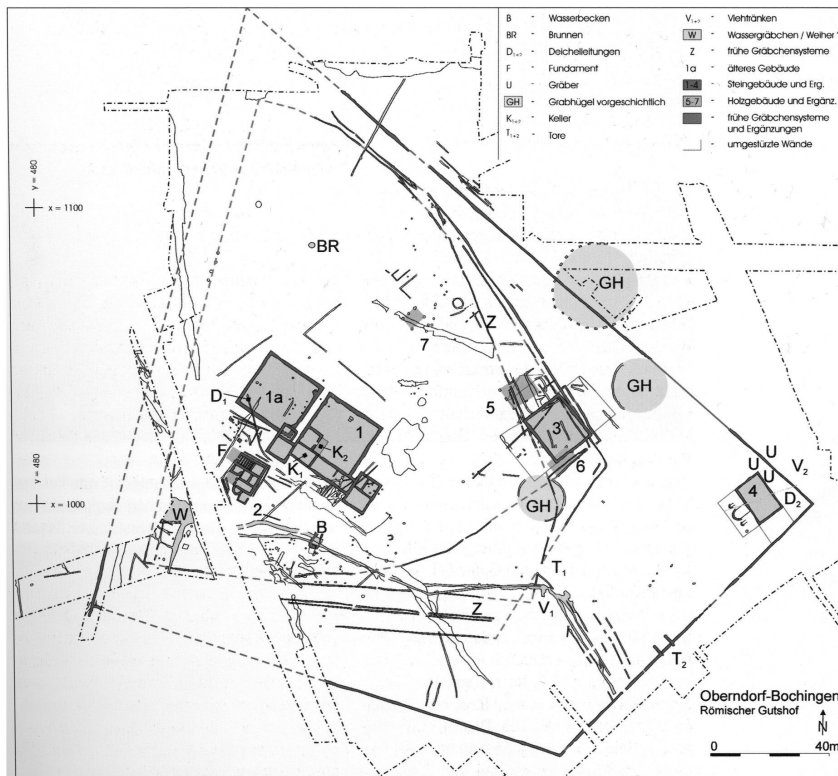 B - Wasserbecken
BR - Brunnen
D₁₊₂ - Deichelleitungen
F - Fundament
U - Gräber
GH - Grabhügel vorgeschichtlich
K₁₊₂ - Keller
T₁₊₂ - Tore
V₁₊₂ - Viehtränken
W - Wassergräbchen / Weiher
Z - frühe Gräbchensysteme
1a - älteres Gebäude
1-4 - Steingebäude und Erg.
5-7 - Holzgebäude und Ergänz.
- frühe Gräbchensysteme
und Ergänzungen
- umgestürzte Wände
y = 480
x = 1100
BR
GH
Z
7
GH
D₁
1a
1
5
3
K₂
F
K
6
U
U
V₂
U
U
y = 480
x = 1000
W
2
B
GH
4
D₂
T₁
Z
V₁
T₂
Oberndorf-Bochingen
Römischer Gutshof
N
0 40m